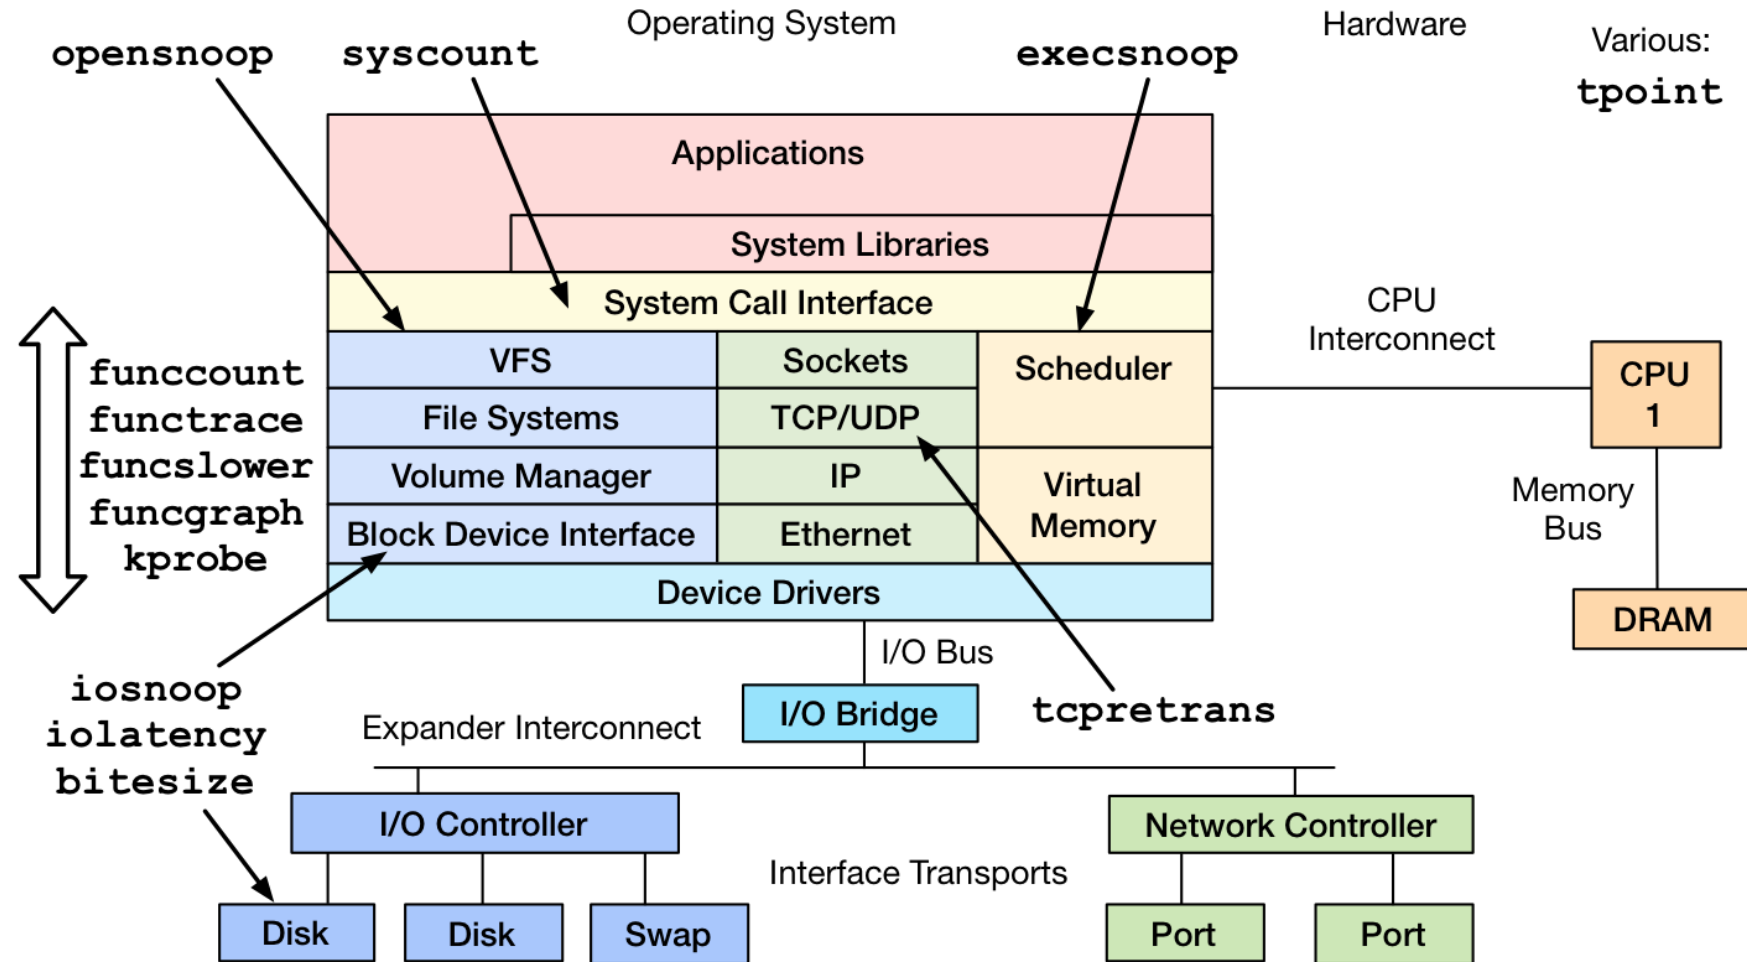 Operating System
Hardware
Various:
opensnoop
syscount
execsnoop
tpoint
Applications
System Libraries
System Call Interface
CPU
Interconnect
VFS
Sockets
Scheduler
CPU
1
funccount
functrace
funcslower
funcgraph
kprobe
File Systems
TCP/UDP
Volume Manager
IP
Virtual
Memory
Memory
Bus
Block Device Interface
Ethernet
Device Drivers
DRAM
I/O Bus
iosnoop
iolatency
bitesize
I/O Bridge
tcpretrans
Expander Interconnect
I/O Controller
Network Controller
Interface Transports
Disk
Disk
Swap
Port
Port